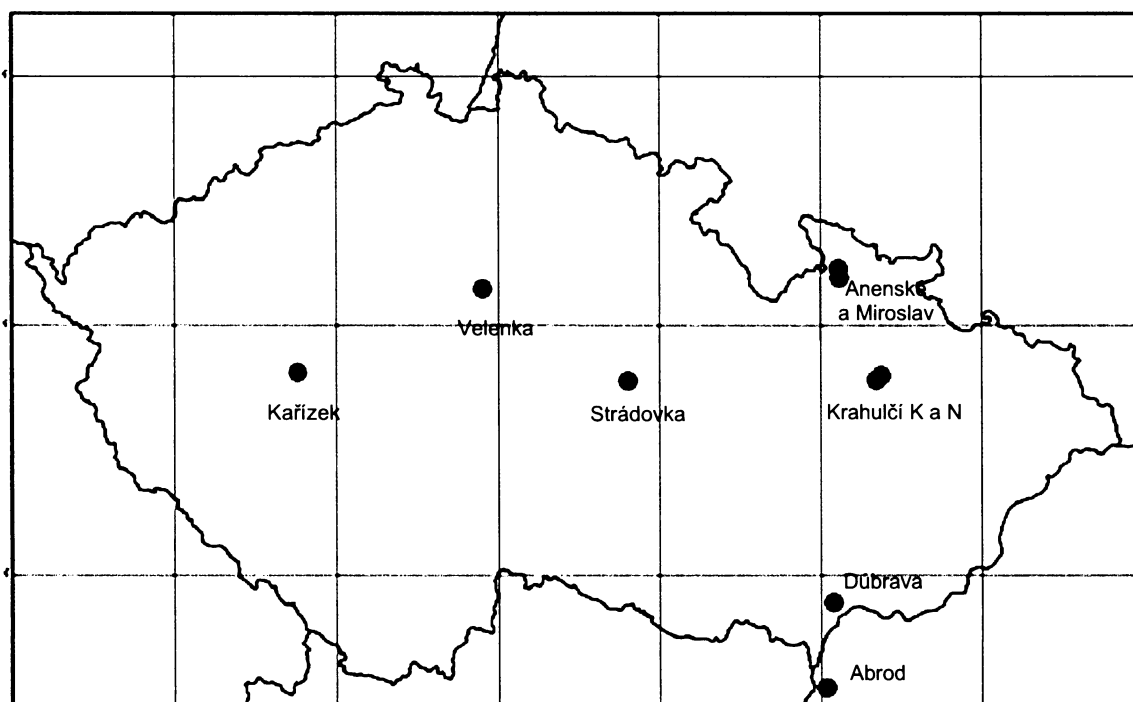 Anenské
a Miroslav
Velenka
Kařízek
Strádovka
Krahulčí K a N
Dúbrava
Abrod